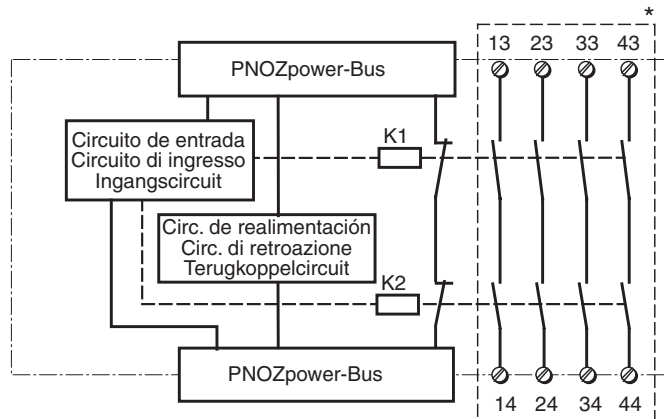 *
13 23 33 43
PNOZpower-Bus
K1
Circuito de entrada
Circuito di ingresso
Ingangscircuit
Circ. de realimentación
Circ. di retroazione
Terugkoppelcircuit
K2
PNOZpower-Bus
14 24 34 44